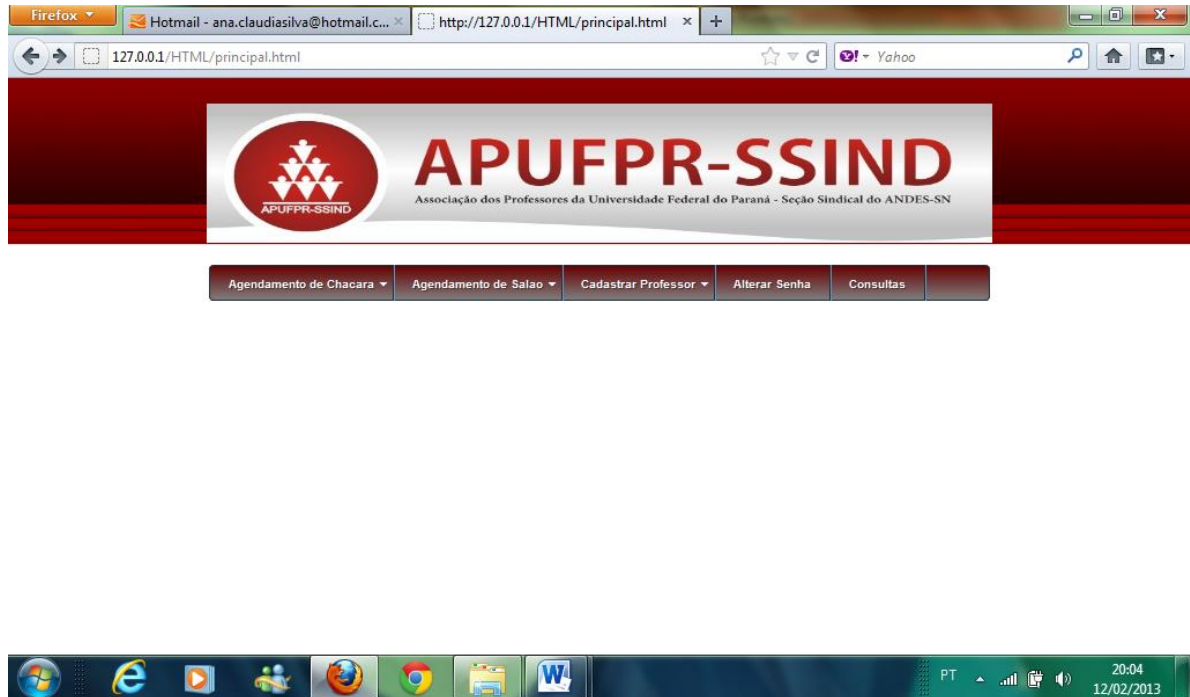 Firefox
Hotmail - ana.claudiasilva@hotmail.c...
http://127.0.0.1/HTML/principal.html
127.0.0.1/HTML/principal.html
Yahoo
APUFPR-SSIND
APUFPR-SSIND
Associação dos Professores da Universidade Federal do Paraná - Seção Sindical do ANDES-SN
Agendamento de Chacara
Agendamento de Salao
Cadastrar Professor
Alterar Senha
Consultas
PT
20:04
12/02/2013